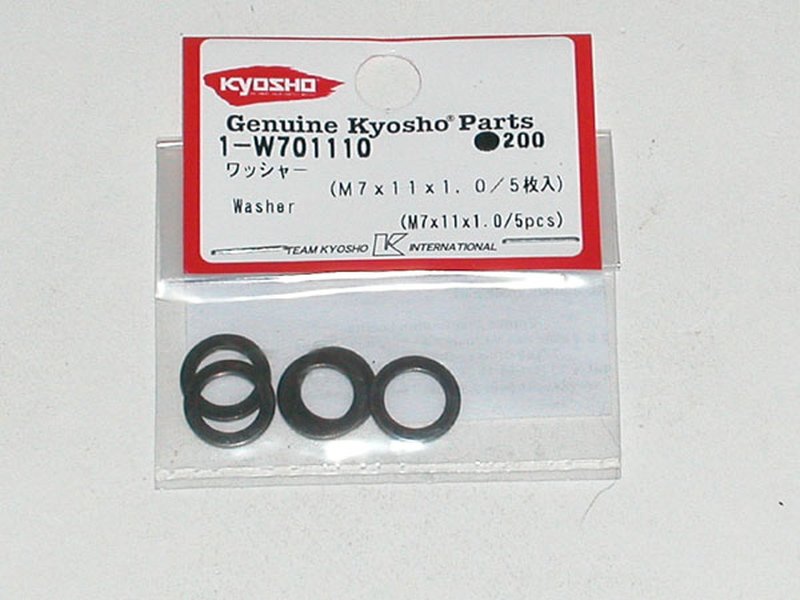 KYOSHO
Genuine Kyosho® Parts
1-W701110 ●200
ワッシャー
(M7x11x1.0/5枚入)
Washer
(M7x11x1.0/5pcs)
TEAM KYOSHO K INTERNATIONAL